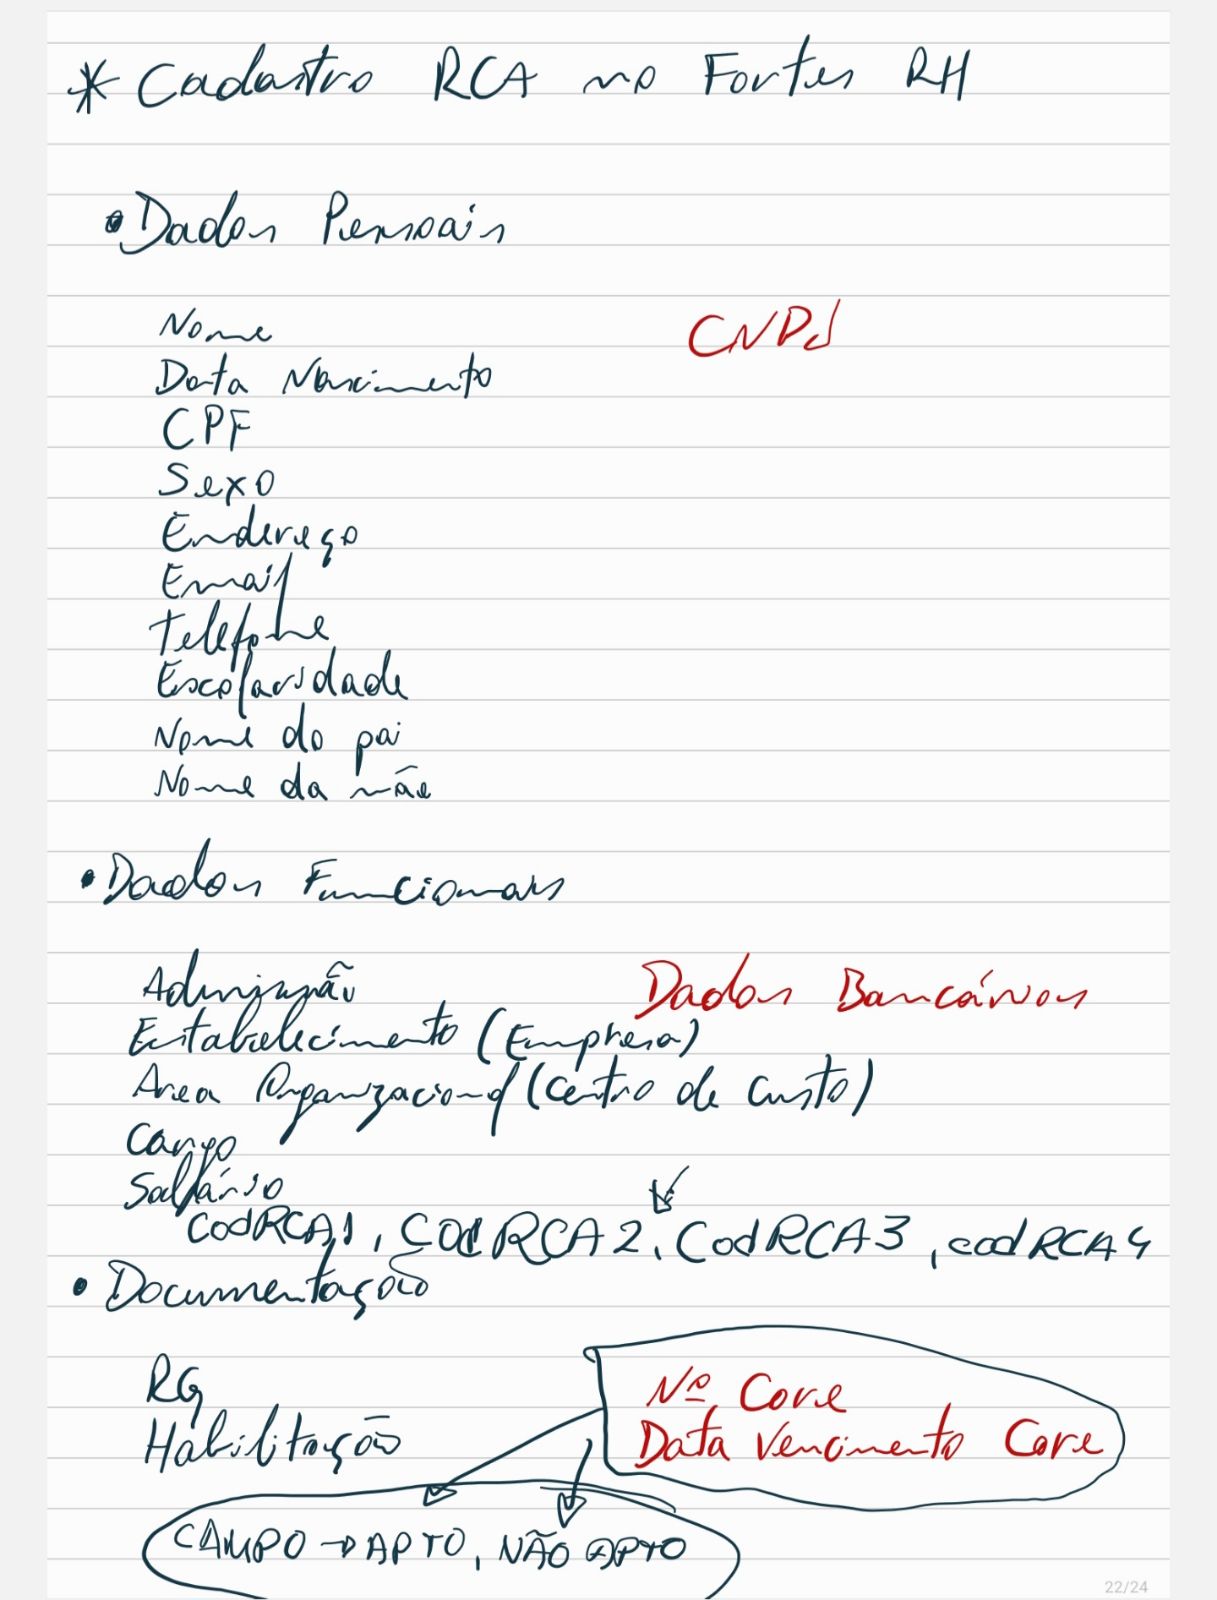 * Cadastro RCA no Fortes RH
• Dados Pessoais
Nome
CNPJ
Data Nascimento
CPF
Sexo
Endereço
Email
Telefone
Escolaridade
Nome do pai
Nome da mãe
• Dados Funcionais
Admissão
Dados Bancários
Estabelecimento (Empresa)
Area Organizacional (Centro de Custo)
Cargo
Salário
CodRCA1, CodRCA2, CodRCA3, codRCA4
• Documentação
RG
Nº Core
Habilitação
Data Vencimento Core
CAMPO → APTO, NÃO APTO
22/24